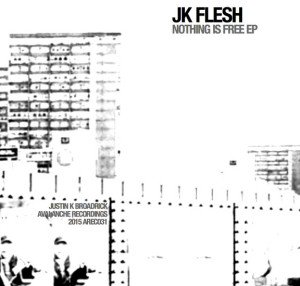 JK FLESH
NOTHING IS FREE EP
JUSTIN K BROADRICK
AVALANCHE RECORDINGS
2015 AREC031